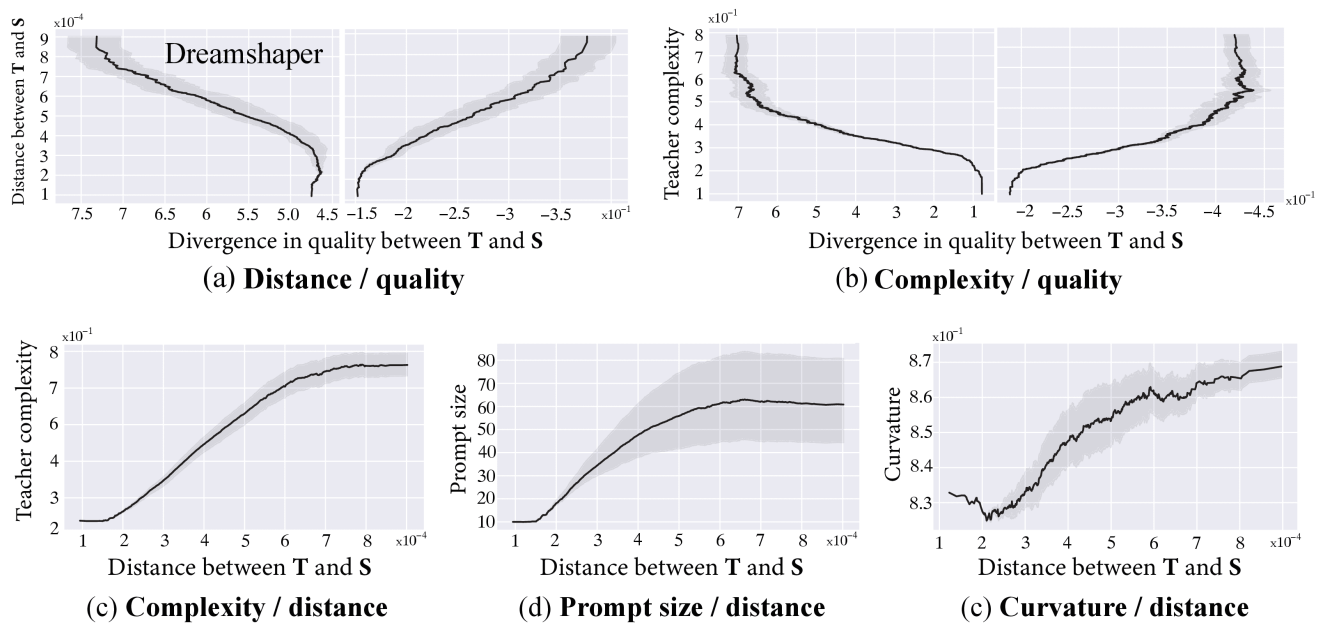 Distance between T and S
x10⁻⁴
9
8
7
6
5
4
3
2
1
Dreamshaper
7.5 7 6.5 6 5.5 5.0 4.5 −1.5 −2 −2.5 −3 −3.5 x10⁻¹
Divergence in quality between T and S
(a) Distance / quality
Teacher complexity
x10⁻¹
8
7
6
5
4
3
2
1
7 6 5 4 3 2 1 −2 −2.5 −3 −3.5 −4 −4.5 x10⁻¹
Divergence in quality between T and S
(b) Complexity / quality
Teacher complexity
x10⁻¹
8
7
6
3
2
1 2 3 4 5 6 7 8 x10⁻⁴
Distance between T and S
(c) Complexity / distance
Prompt size
80
70
60
50
40
30
20
10
1 2 3 4 5 6 7 8 x10⁻⁴
Distance between T and S
(d) Prompt size / distance
Curvature
x10⁻¹
8.7
8.6
8.5
8.4
8.3
1 2 3 4 5 6 7 8 x10⁻⁴
Distance between T and S
(c) Curvature / distance